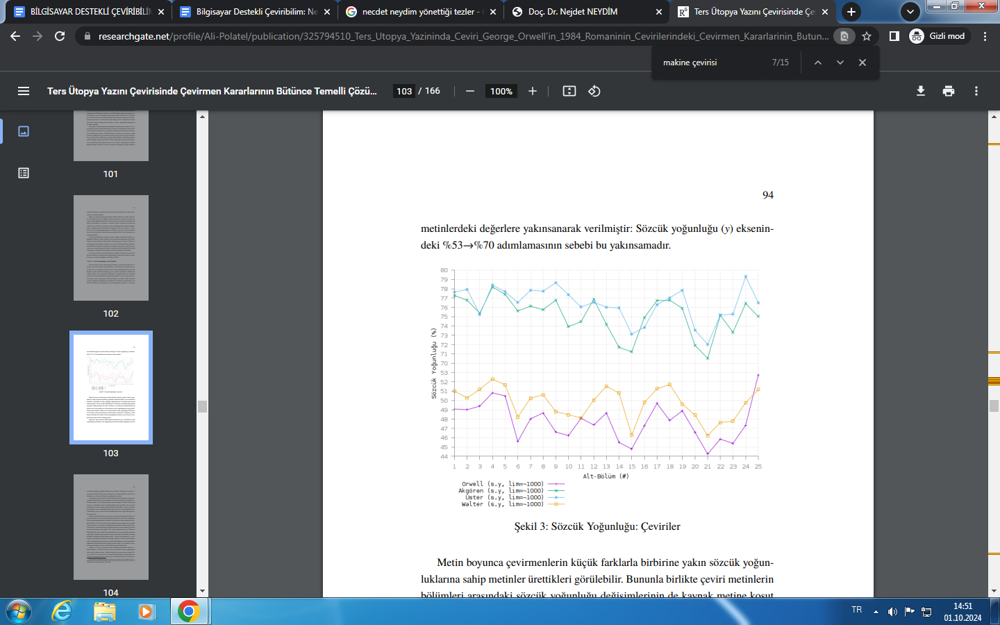 BİLGİSAYAR DESTEKLİ ÇEVİRİBİLİM
Bilgisayar Destekli Çeviribilim: Ne
necdet neydim yönettiği tezler - G
Doç. Dr. Nejdet NEYDİM
Ters Ütopya Yazını Çevirisinde Çe
researchgate.net/profile/Ali-Polatel/publication/325794510_Ters_Utopya_Yazininda_Ceviri_George_Orwell'in_1984_Romaninin_Cevirilerindeki_Cevirmen_Kararlarinin_Butun...
Gizli mod
makine çevirisi
7/15
Ters Ütopya Yazını Çevirisinde Çevirmen Kararlarının Bütünce Temelli Çözü...
103 / 166
100%
101
102
103
104
94
metinlerdeki değerlere yakınsanarak verilmiştir: Sözcük yoğunluğu (y) eksenin-
deki %53→%70 adımlamasının sebebi bu yakınsamadır.
80
79
78
77
76
75
74
73
72
71
70
53
52
51
50
49
48
47
46
45
44
Sözcük Yoğunluğu (%)
1 2 3 4 5 6 7 8 9 10 11 12 13 14 15 16 17 18 19 20 21 22 23 24 25
Alt-Bölüm (#)
Orwell (s.y, lim=~1000)
Akgören (s.y, lim=~1000)
Üster (s.y, lim=~1000)
Walter (s.y, lim=~1000)
Şekil 3: Sözcük Yoğunluğu: Çeviriler
Metin boyunca çevirmenlerin küçük farklarla birbirine yakın sözcük yoğun-
luklarına sahip metinler ürettikleri görülebilir. Bununla birlikte çeviri metinlerin
bölümleri arasındaki sözcük yoğunluğu değişimlerinin de kaynak metine koşut
TR
14:51
01.10.2024